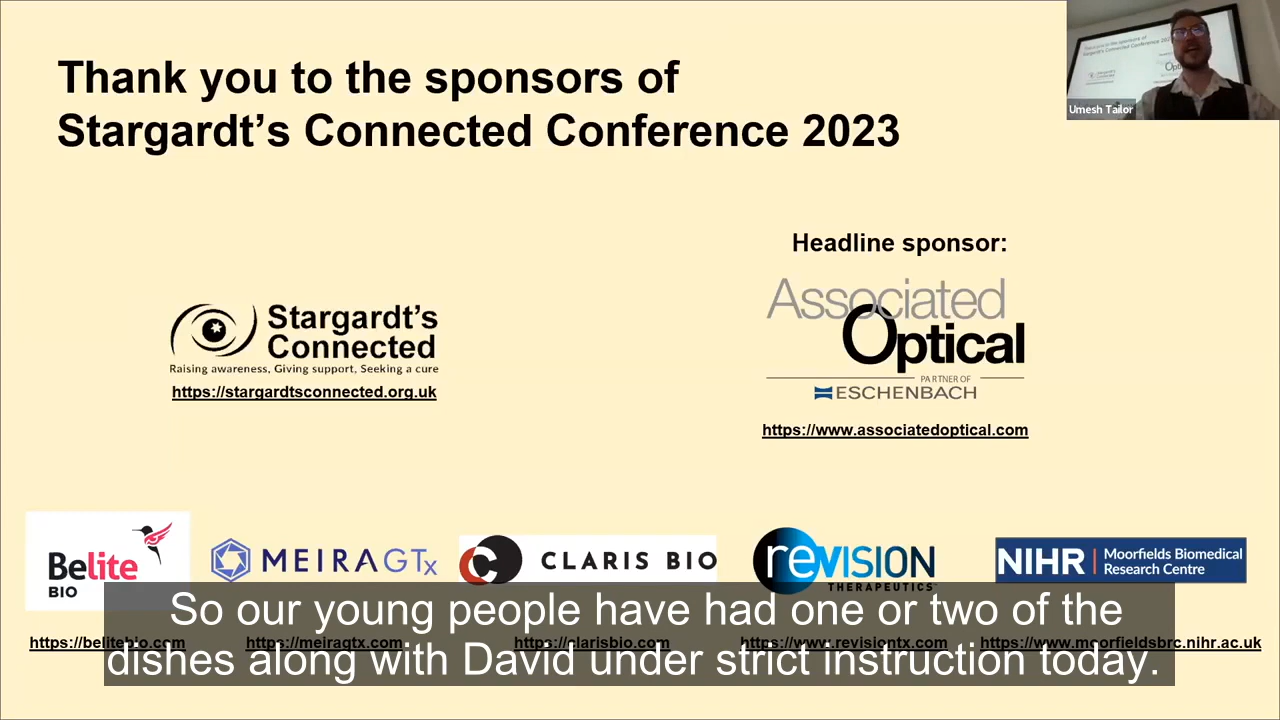 Thank you to the sponsors of
Stargardt's Connected Conference 2023
Umesh Tailor
Headline sponsor:
Stargardt's
Connected
Raising awareness, Giving support, Seeking a cure
https://stargardtsconnected.org.uk
Associated
Optical
PARTNER OF
ESCHENBACH
https://www.associatedoptical.com
Belite
BIO
MEIRAGTx
CLARIS BIO
reVISION
THERAPEUTICS
NIHR | Moorfields Biomedical
Research Centre
https://belitebio.com
https://meiragtx.com
https://clarisbio.com
https://www.revisiontx.com
https://www.moorfieldsbrc.nihr.ac.uk
So our young people have had one or two of the
dishes along with David under strict instruction today.